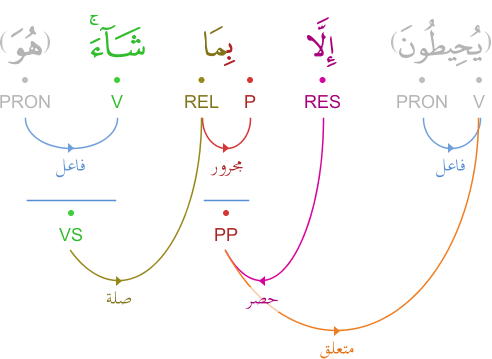 (يُحِيطُونَ) إِلَّا بِمَا شَآءَۚ (هُوَ)
V PRON RES P REL V PRON
فاعل مجرور فاعل
PP VS
حصر صلة
متعلق